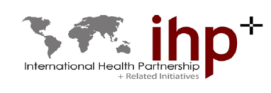 ihp+
International Health Partnership
+ Related Initiatives